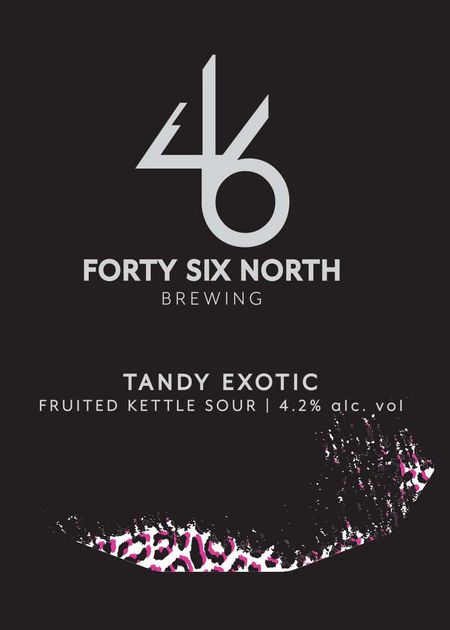 46
FORTY SIX NORTH
BREWING
TANDY EXOTIC
FRUITED KETTLE SOUR | 4.2% alc. vol